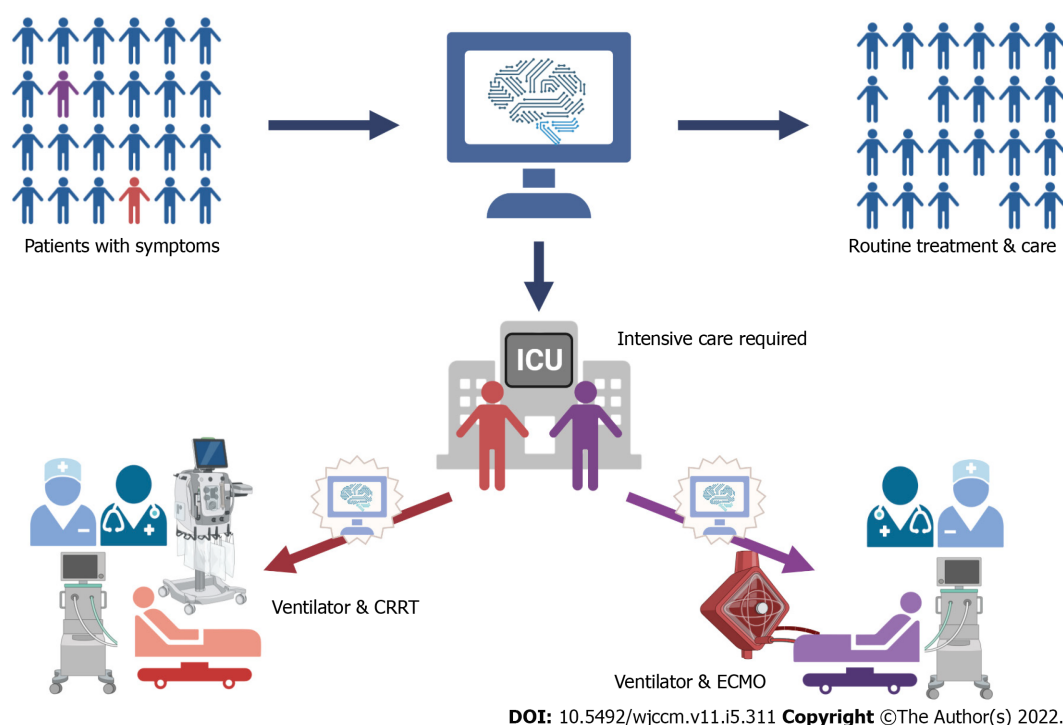 Patients with symptoms
Routine treatment & care
Intensive care required
ICU
Ventilator & CRRT
Ventilator & ECMO
DOI: 10.5492/wjccm.v11.i5.311 Copyright ©The Author(s) 2022.